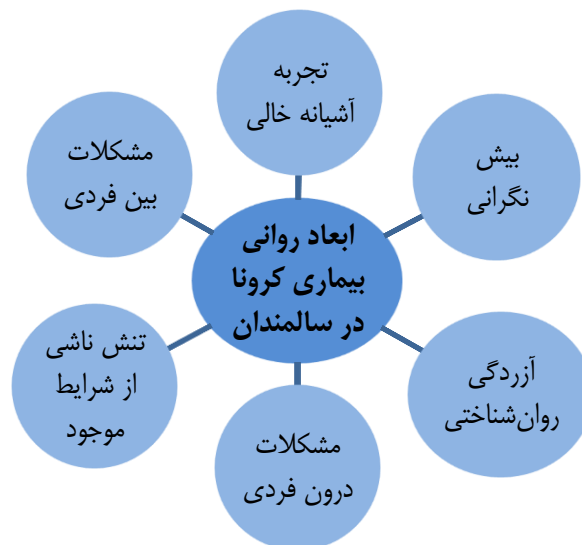 تجربه
آشیانه خالی
بیش
نگرانی
آزردگی
روان‌شناختی
مشکلات
درون فردی
تنش ناشی
از شرایط
موجود
مشکلات
بین فردی
ابعاد روانی
بیماری کرونا
در سالمندان